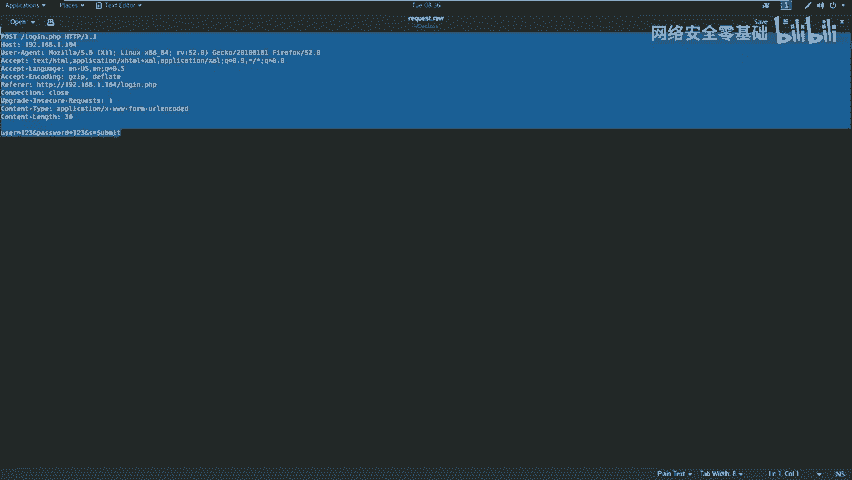 Applications Places Text Editor
Open request.raw Save
网络安全零基础 bilibili
POST /login.php HTTP/1.1
Host: 192.168.1.104
User-Agent: Mozilla/5.0 (X11; Linux x86_64; rv:52.0) Gecko/20100101 Firefox/52.0
Accept: text/html,application/xhtml+xml,application/xml;q=0.9,*/*;q=0.8
Accept-Language: en-US,en;q=0.5
Accept-Encoding: gzip, deflate
Referer: http://192.168.1.104/login.php
Connection: close
Upgrade-Insecure-Requests: 1
Content-Type: application/x-www-form-urlencoded
Content-Length: 30
user=123&password=123&s=Submit
Plain Text Tab Width: 8 Ln 1, Col 1 INS